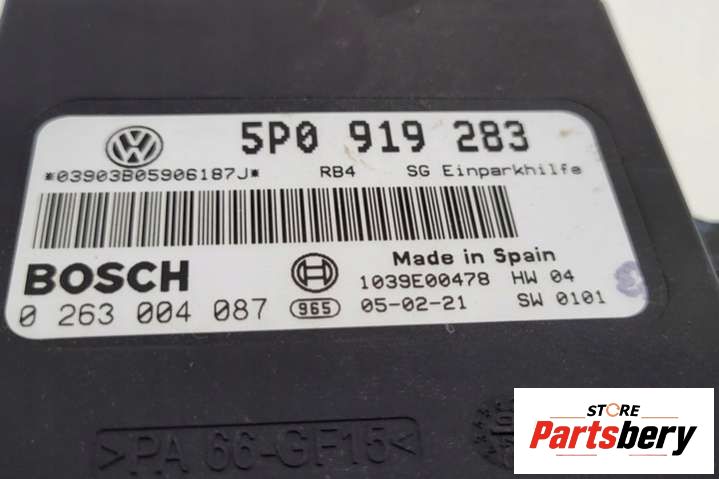 5P0 919 283
*03903B05906187J* RB4 SG Einparkhilfe
Made in Spain
BOSCH
1039E00478 HW 04
0 263 004 087 965 05-02-21 SW 0101
>PA 66-GF15<
STORE
Partsbery